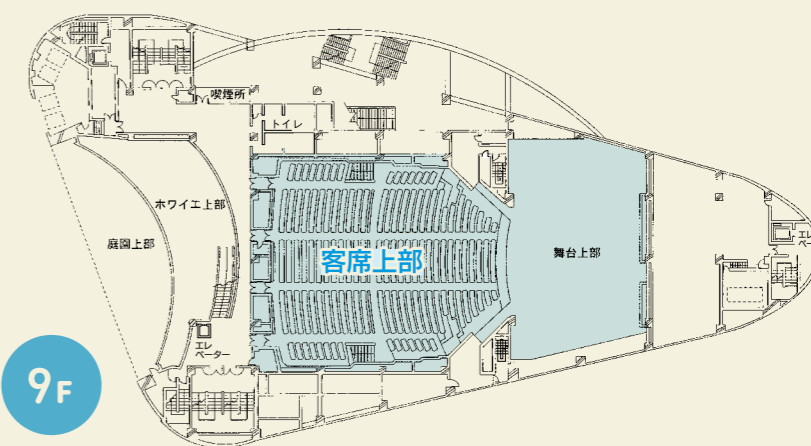 喫煙所
トイレ
ホワイエ上部
庭園上部
客席上部
舞台上部
エレ
ベーター
エレ
ベー
9F